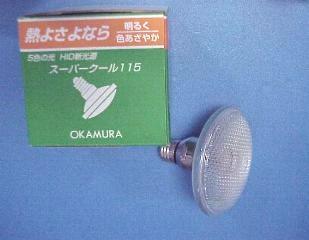 熱よさよなら
明るく
色あざやか
5色の光 HID新光源
スーパークール115
OKAMURA